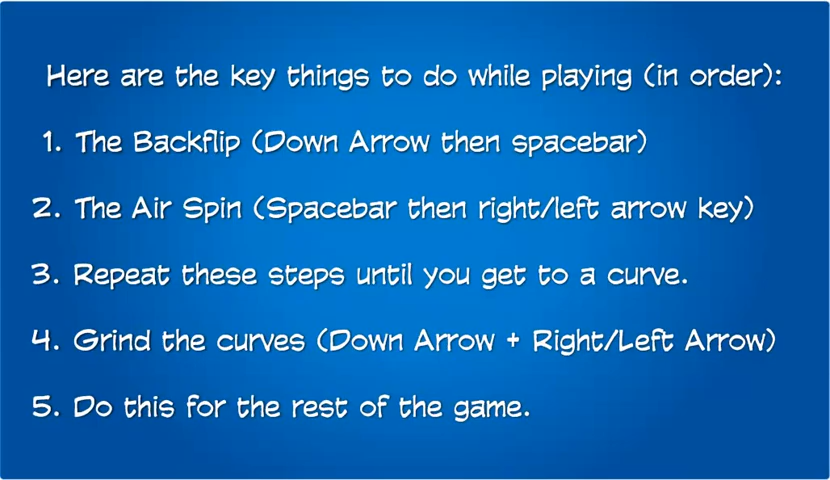 Here are the key things to do while playing (in order):
1. The Backflip (Down Arrow then spacebar)
2. The Air Spin (Spacebar then right/left arrow key)
3. Repeat these steps until you get to a curve.
4. Grind the curves (Down Arrow + Right/Left Arrow)
5. Do this for the rest of the game.